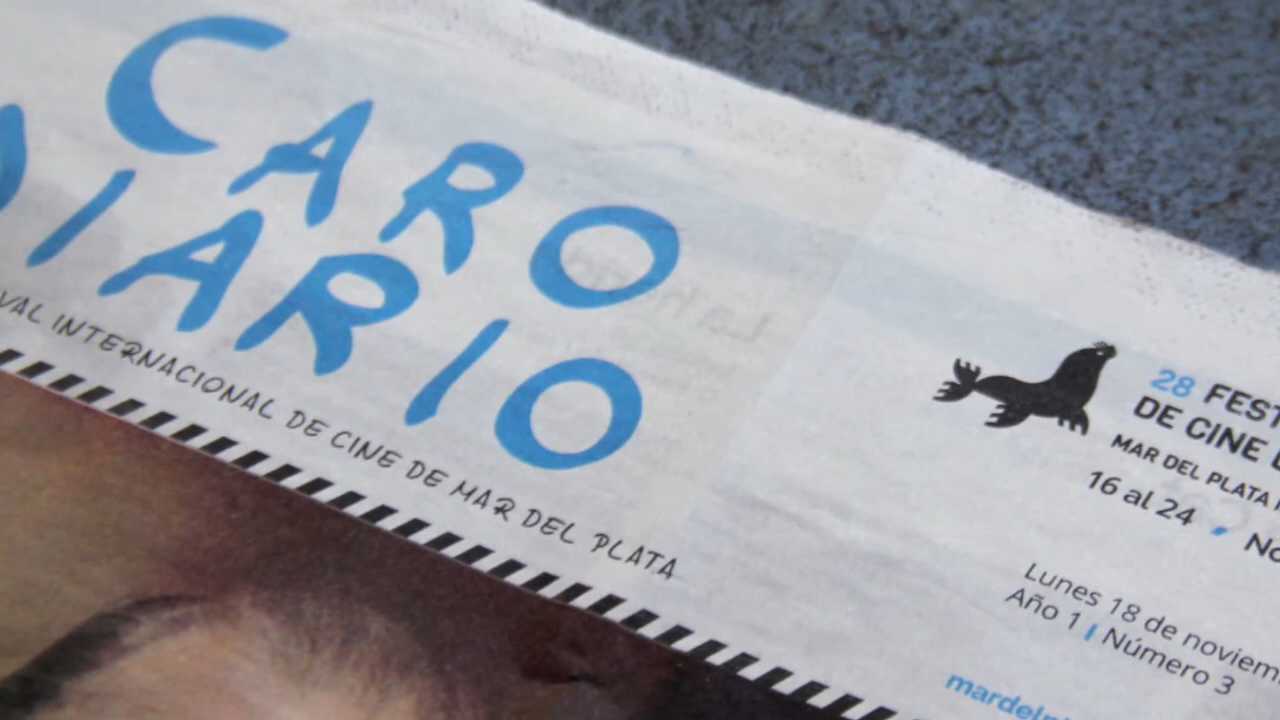 CARO
DIARIO
VAL INTERNACIONAL DE CINE DE MAR DEL PLATA
28 FEST
DE CINE
MAR DEL PLATA
16 al 24
Lunes 18 de noviem
Año 1 | Número 3
mardelp